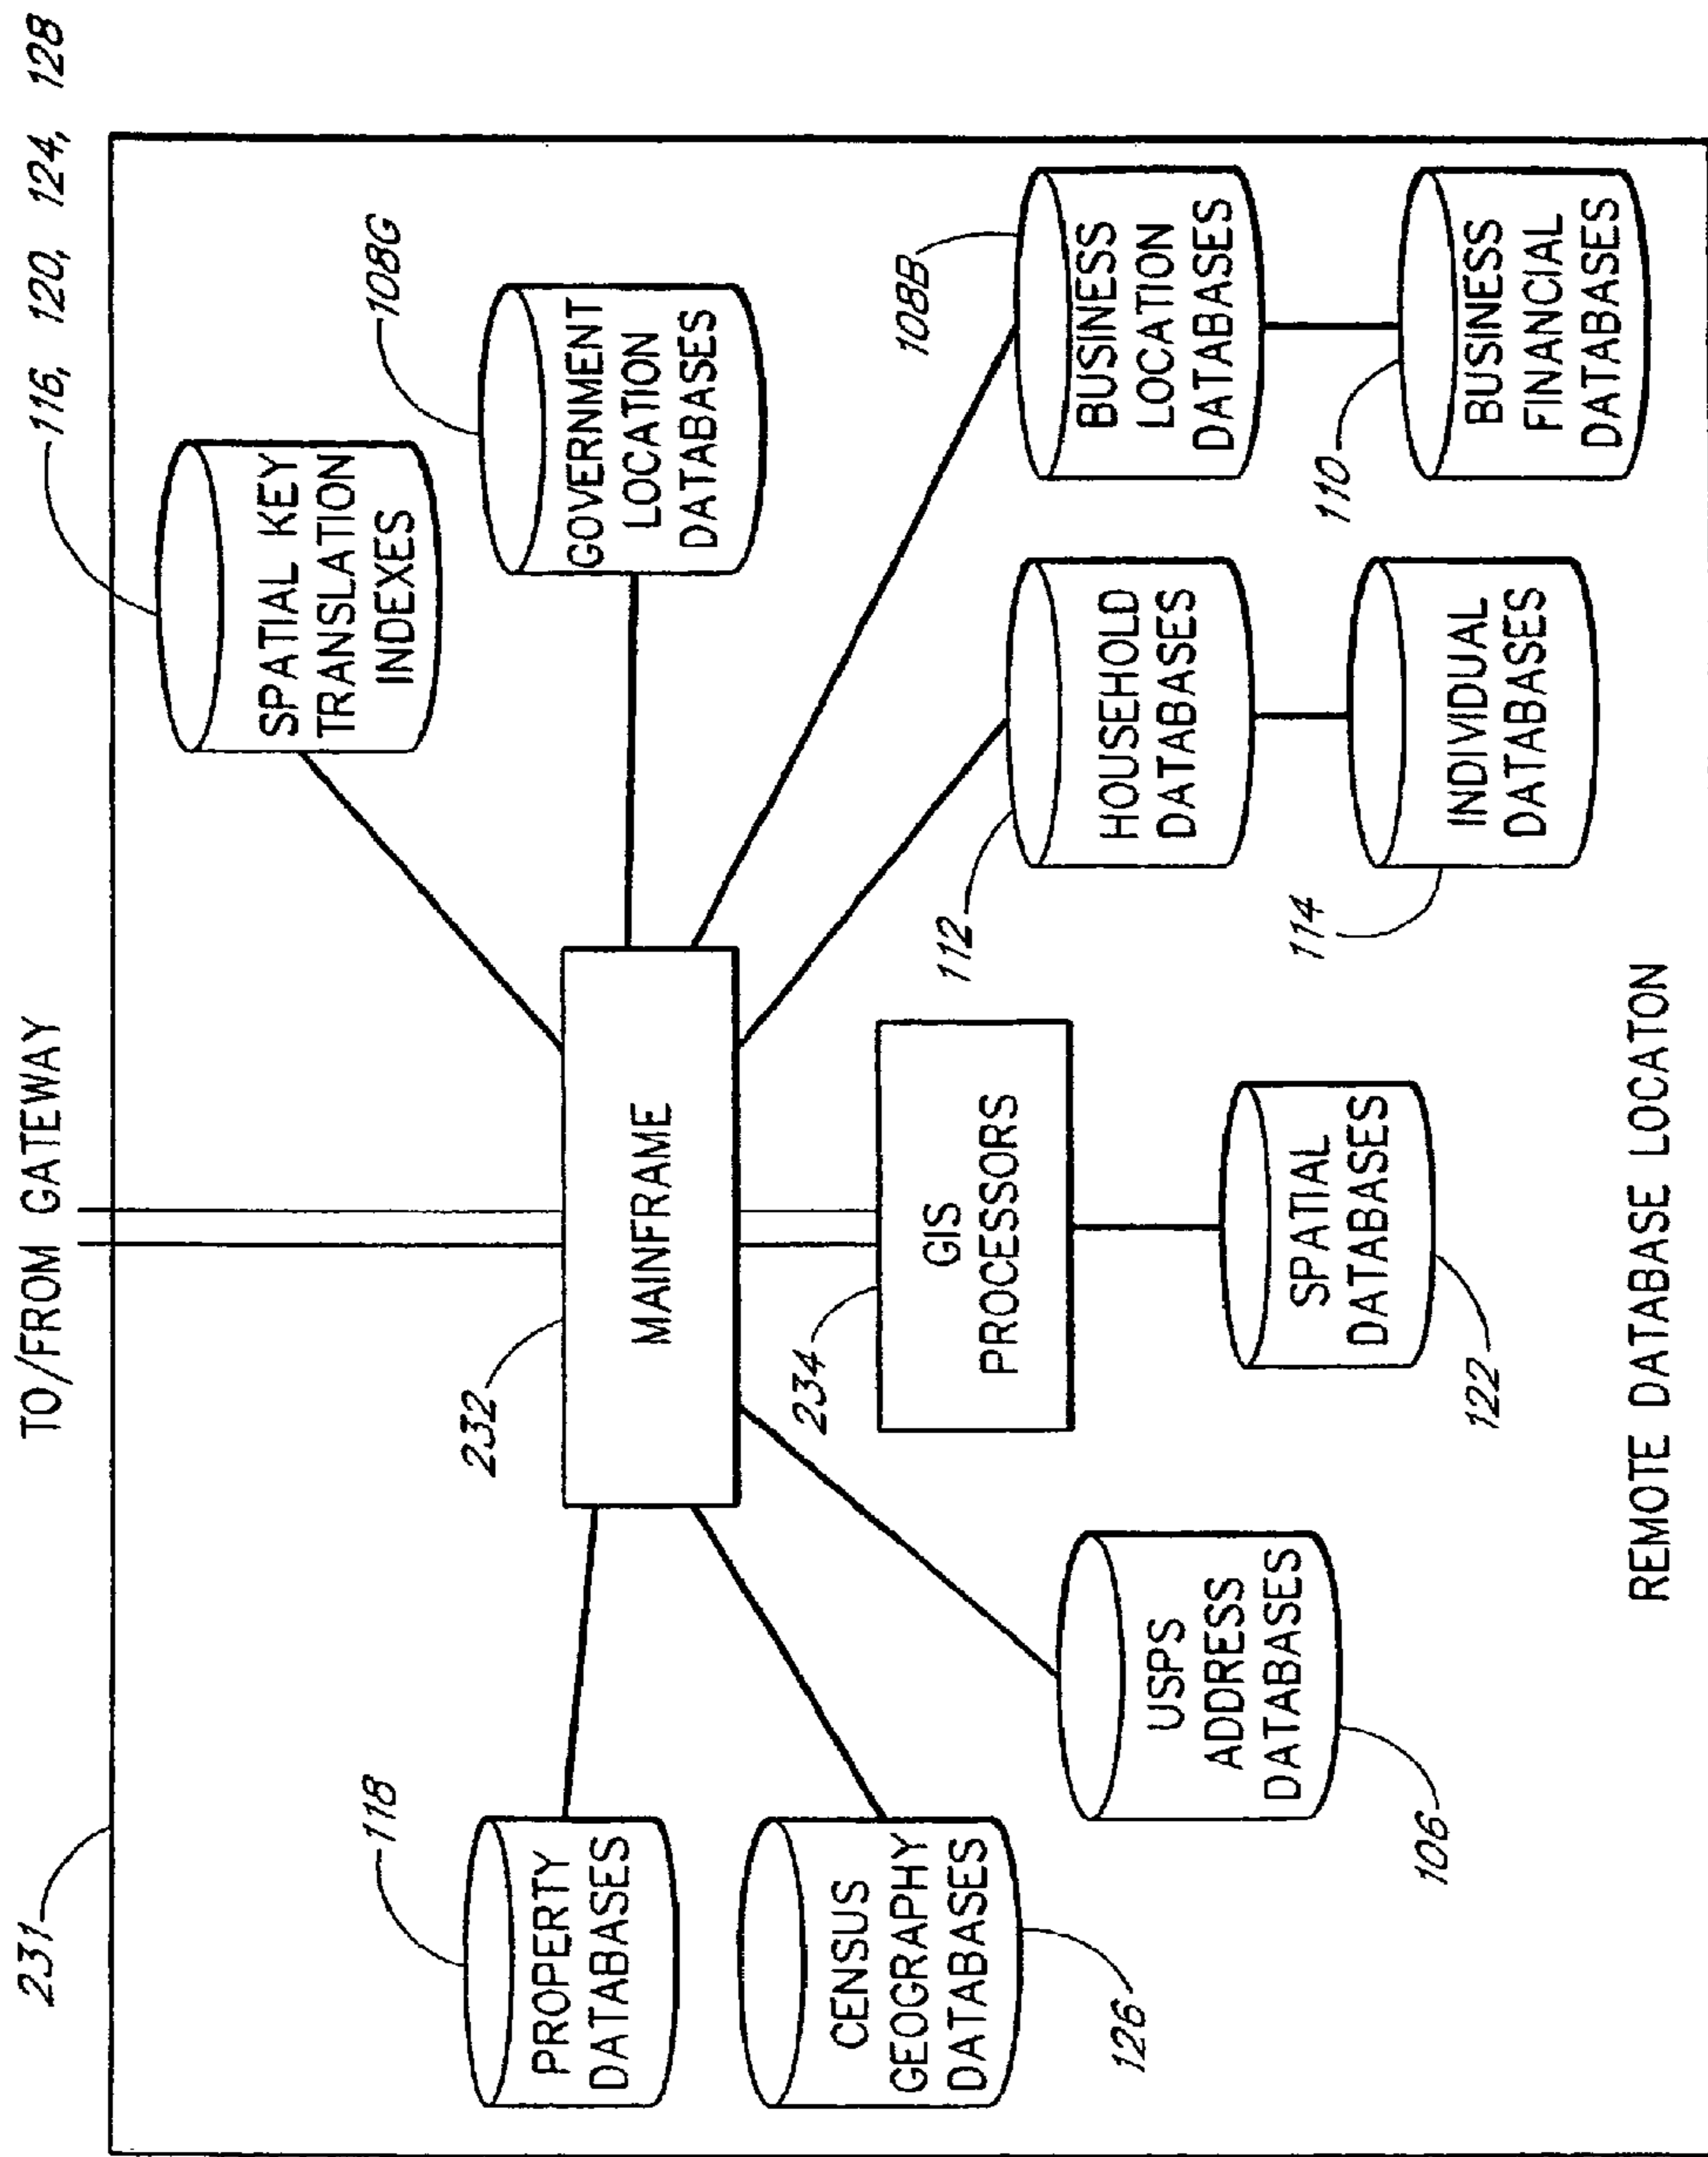 TO/FROM GATEWAY
231
116, 120, 124, 128
SPATIAL KEY
TRANSLATION
INDEXES
118
PROPERTY
DATABASES
108G
GOVERNMENT
LOCATION
DATABASES
232
MAINFRAME
CENSUS
GEOGRAPHY
DATABASES
126
234
GIS
PROCESSORS
108B
BUSINESS
LOCATION
DATABASES
112
HOUSEHOLD
DATABASES
USPS
ADDRESS
DATABASES
106
SPATIAL
DATABASES
122
114
INDIVIDUAL
DATABASES
110
BUSINESS
FINANCIAL
DATABASES
REMOTE DATABASE LOCATON